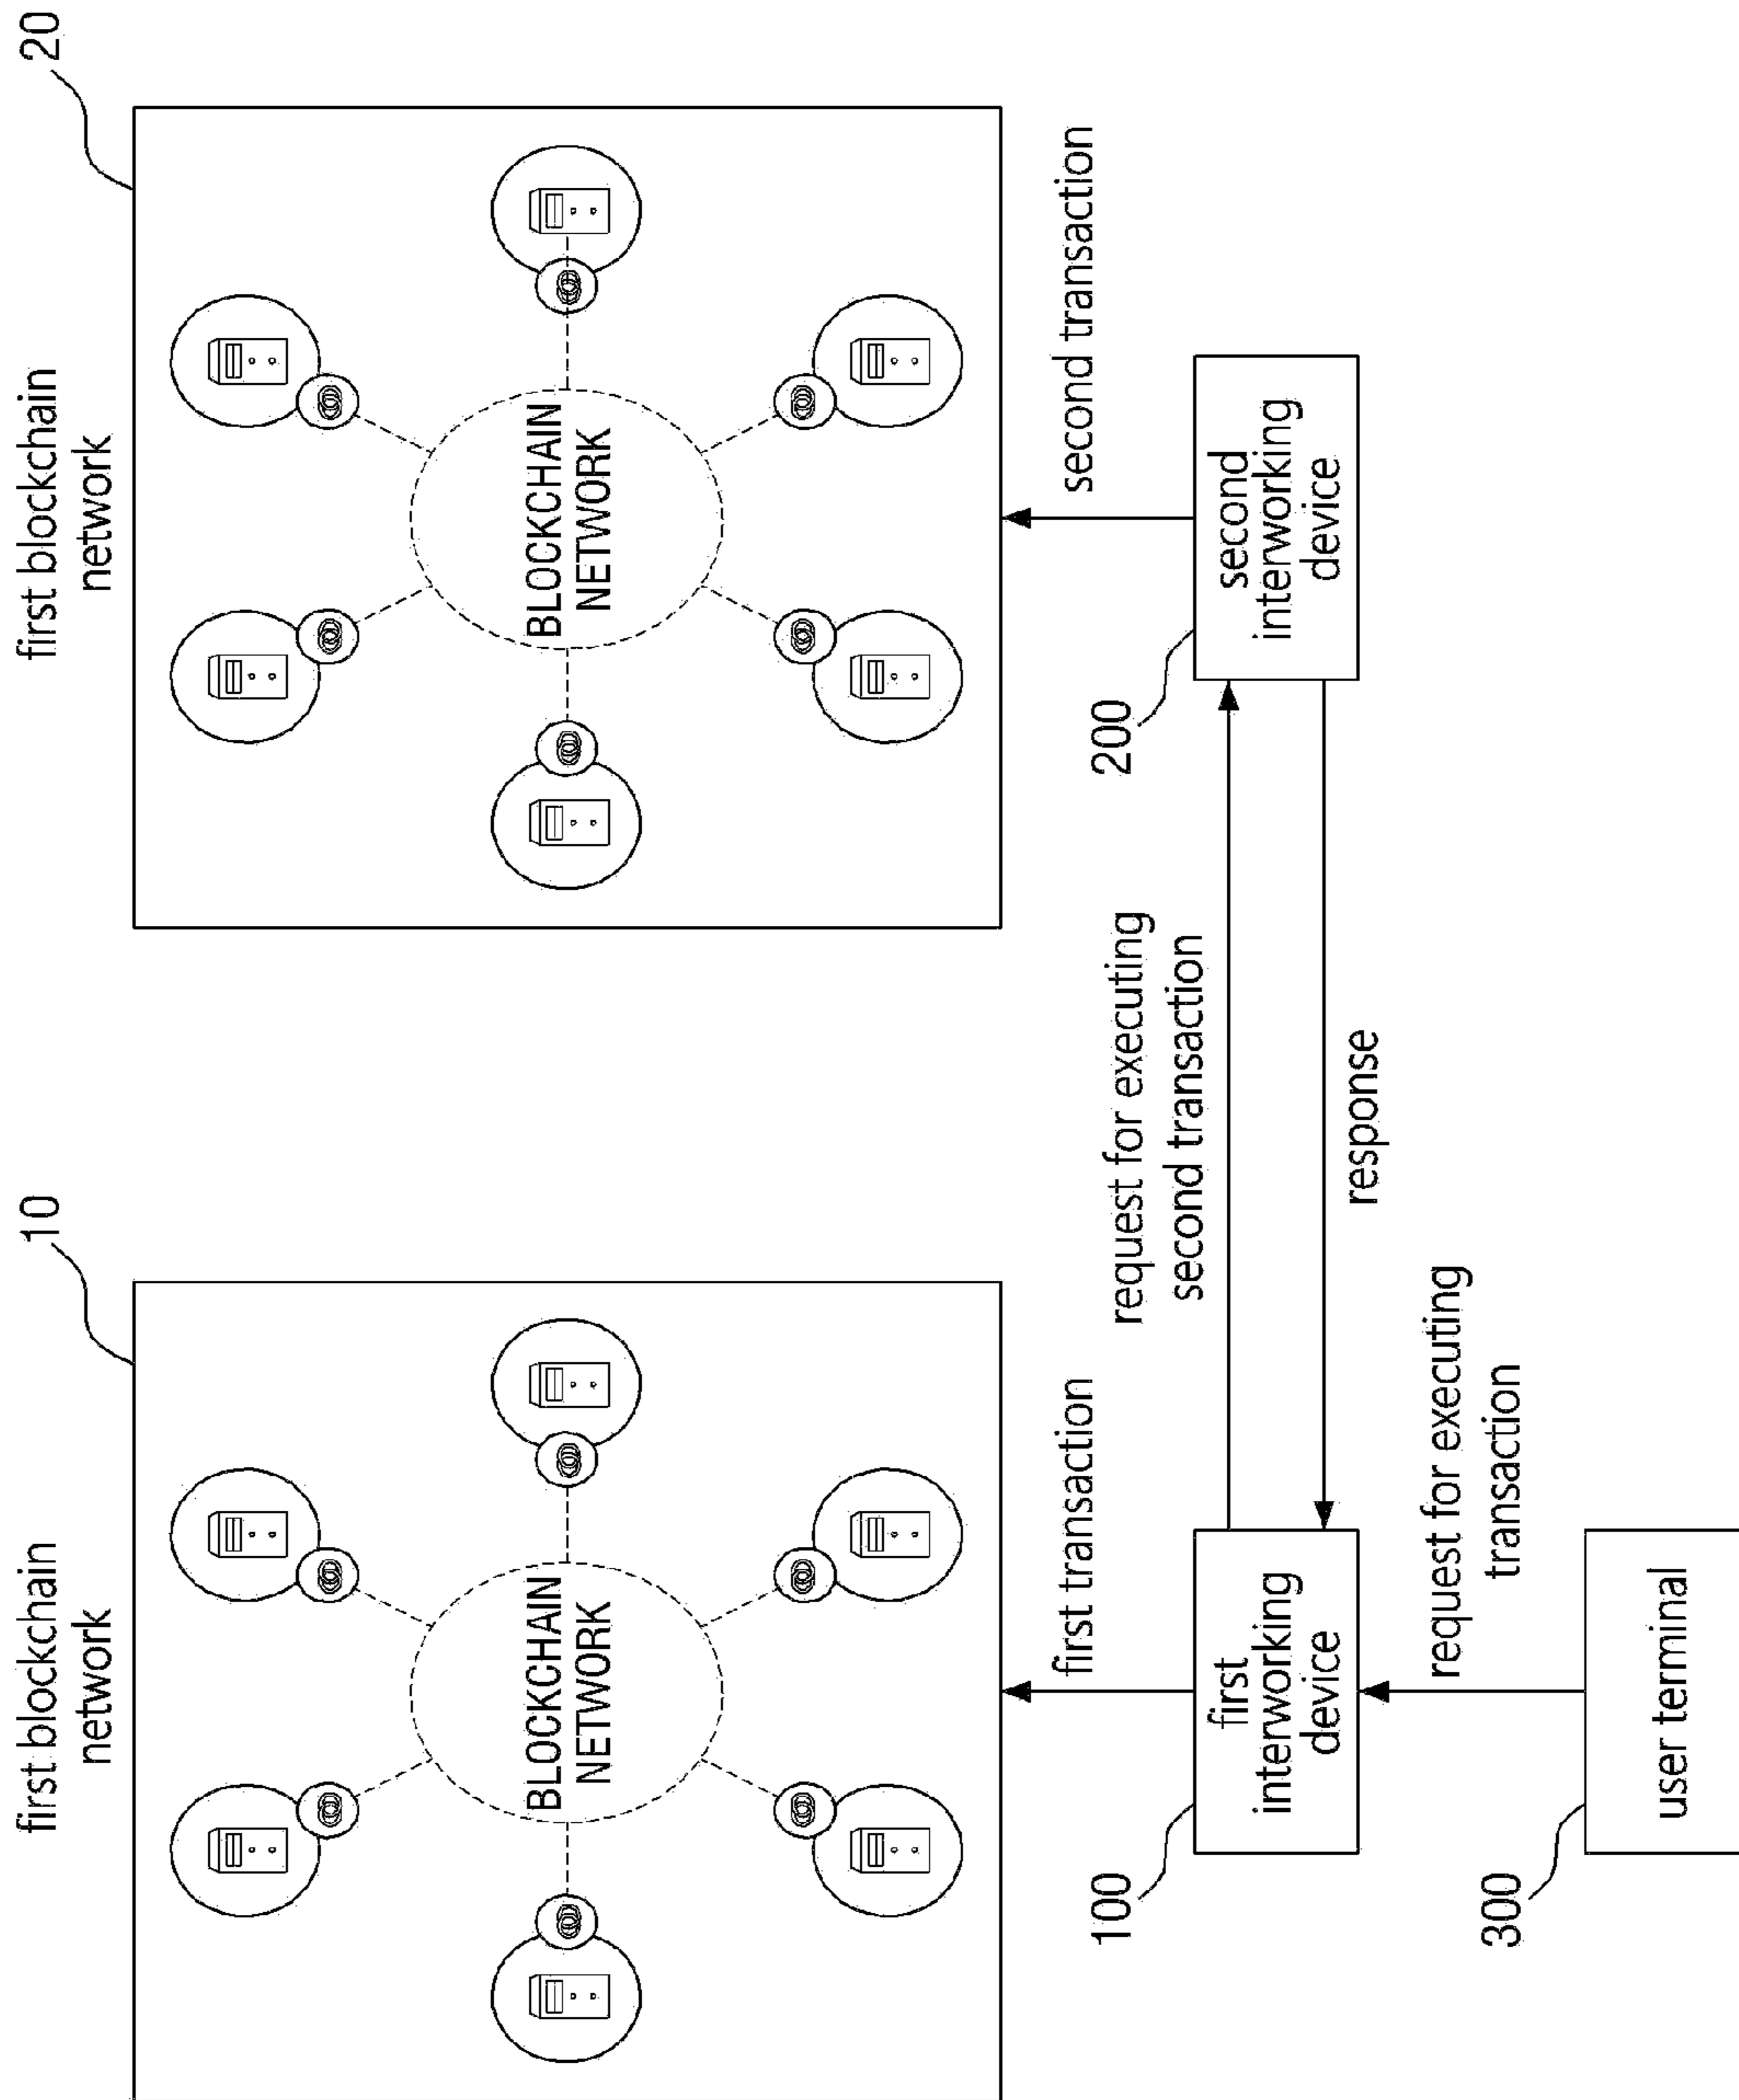 first blockchain
network
10
BLOCKCHAIN
NETWORK
first blockchain
network
20
BLOCKCHAIN
NETWORK
first transaction
second transaction
100
first
interworking
device
request for executing
second transaction
response
200
second
interworking
device
request for executing
transaction
300
user terminal